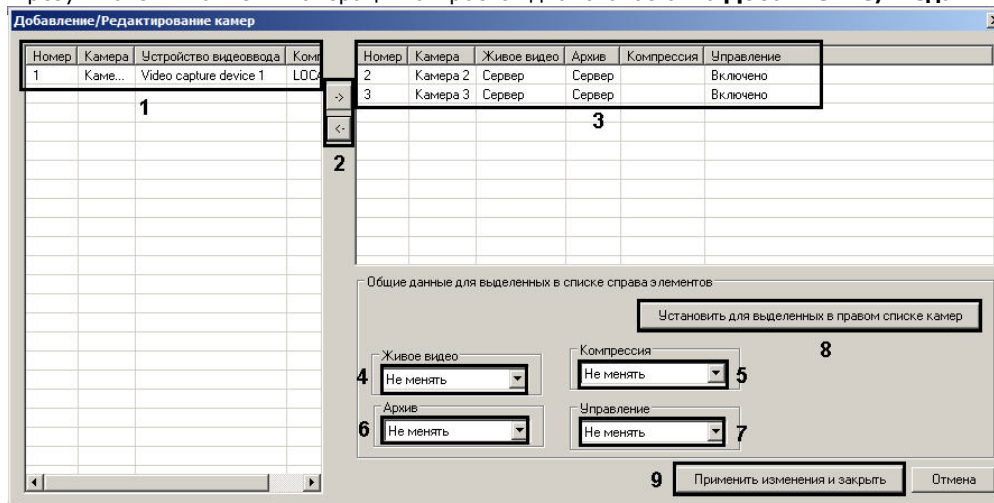 Добавление/Редактирование камер
Номер Камера Устройство видеоввода
1 Каме... Video capture device 1
1
->
<-
2
Номер Камера Живое видео Архив Компрессия Управление
2 Камера 2 Сервер Сервер Включено
3 Камера 3 Сервер Сервер Включено
3
Общие данные для выделенных в списке справа элементов
Установить для выделенных в правом списке камер
8
Живое видео
4 Не менять
Компрессия
Не менять 5
Архив
6 Не менять
Управление
Не менять 7
9 Применить изменения и закрыть
Отмена